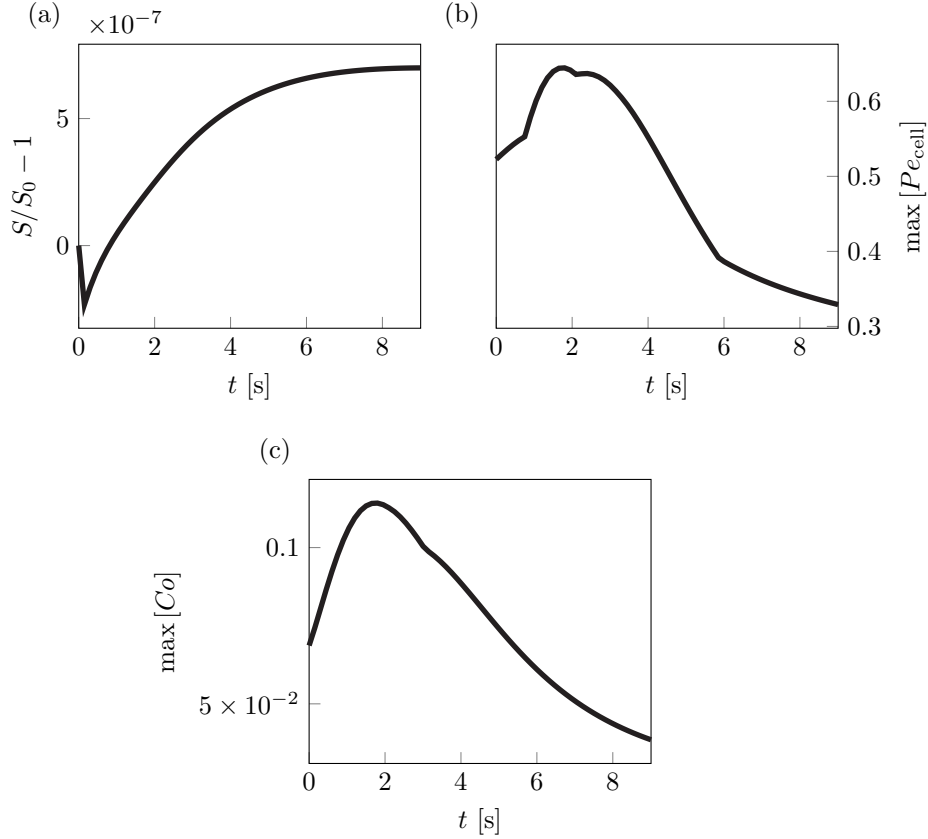 (a)
×10⁻⁷
S/S₀ − 1
5
0
0 2 4 6 8
t [s]
(b)
max [Pe_cell]
0.6
0.5
0.4
0.3
0 2 4 6 8
t [s]
(c)
max [Co]
0.1
5 × 10⁻²
0 2 4 6 8
t [s]